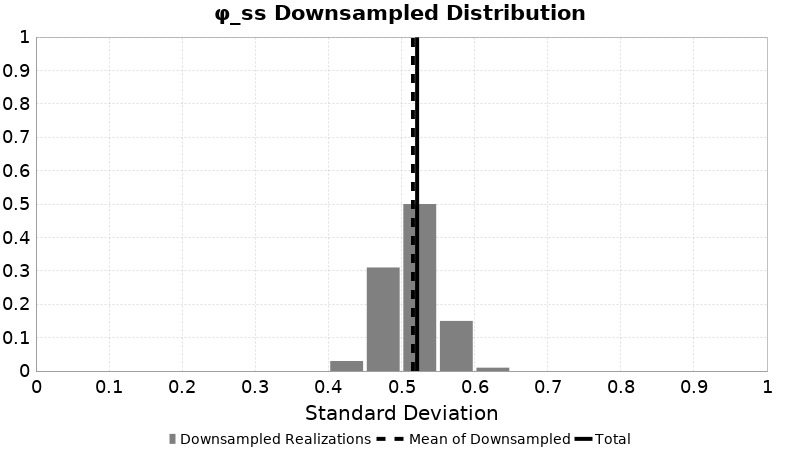 φ_ss Downsampled Distribution
1
0.9
0.8
0.7
0.6
0.5
0.4
0.3
0.2
0.1
0
0 0.1 0.2 0.3 0.4 0.5 0.6 0.7 0.8 0.9 1
Standard Deviation
Downsampled Realizations Mean of Downsampled Total